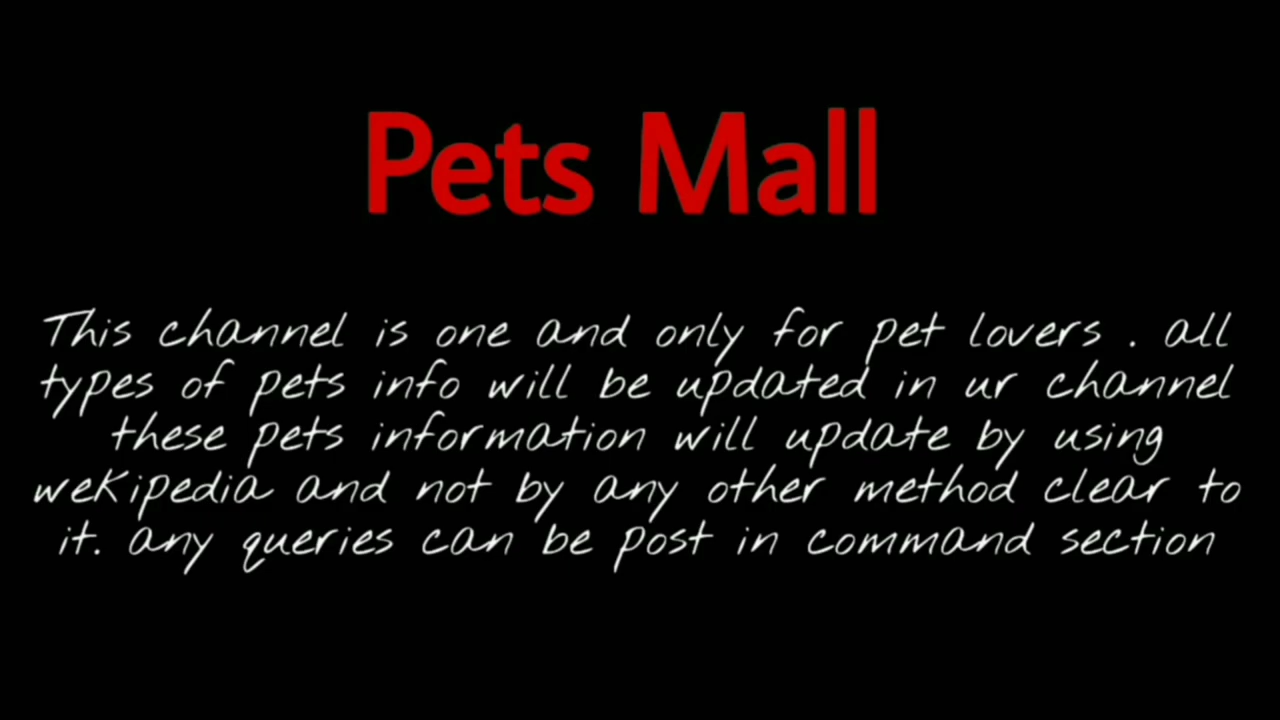 Pets Mall
This channel is one and only for pet lovers . all
types of pets info will be updated in ur channel
these pets information will update by using
wekipedia and not by any other method clear to
it. any queries can be post in command section